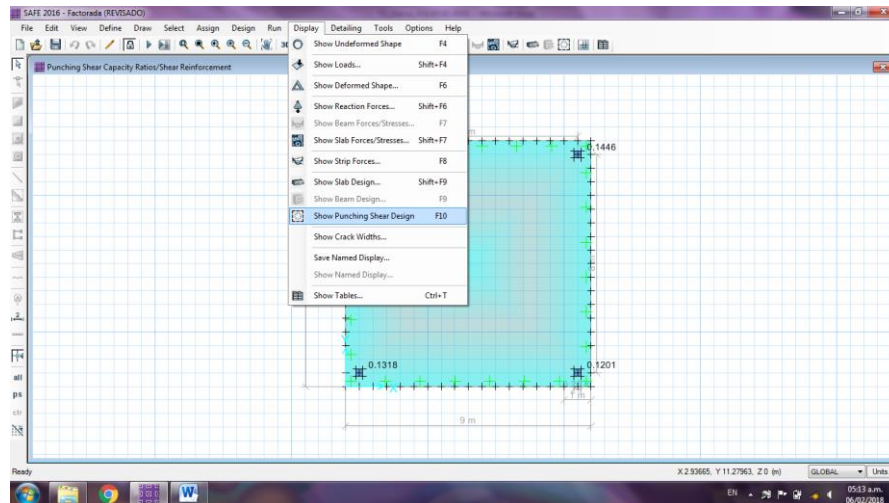 SAFE 2016 - Factorada (REVISADO)
File Edit View Define Draw Select Assign Design Run Display Detailing Tools Options Help
Punching Shear Capacity Ratios/Shear Reinforcement
Show Undeformed Shape F4
Show Loads... Shift+F4
Show Deformed Shape... F6
Show Reaction Forces... Shift+F6
Show Beam Forces/Stresses... F7
Show Slab Forces/Stresses... Shift+F7
Show Strip Forces... F8
Show Slab Design... Shift+F9
Show Beam Design... F9
Show Punching Shear Design F10
Show Crack Widths...
Save Named Display...
Show Named Display...
Show Tables... Ctrl+T
m
0.1446
0.1318
0.1201
1 m
9 m
X
all
ps
clr
Ready
X 2.93665, Y 11.27963, Z 0 (m)
GLOBAL
Units
W
EN
05:13 a.m.
06/02/2018